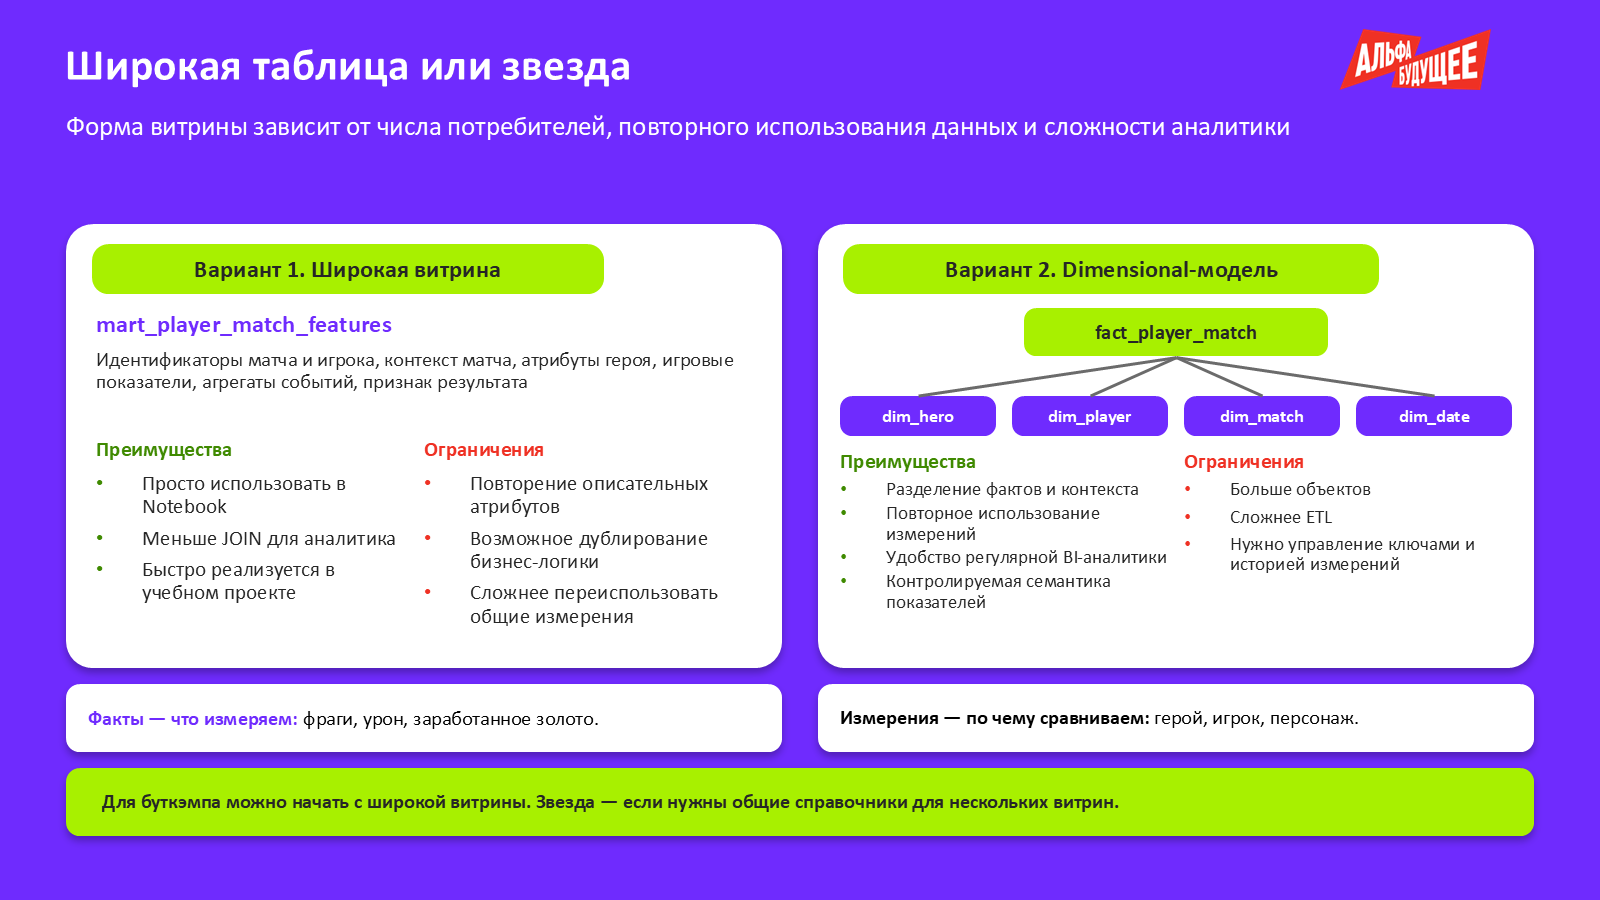 Широкая таблица или звезда
АЛЬФА
БУДУЩЕЕ
Форма витрины зависит от числа потребителей, повторного использования данных и сложности аналитики
Вариант 1. Широкая витрина
mart_player_match_features
Идентификаторы матча и игрока, контекст матча, атрибуты героя, игровые
показатели, агрегаты событий, признак результата
Преимущества
• Просто использовать в
Notebook
• Меньше JOIN для аналитика
• Быстро реализуется в
учебном проекте
Ограничения
• Повторение описательных
атрибутов
• Возможное дублирование
бизнес-логики
• Сложнее переиспользовать
общие измерения
Вариант 2. Dimensional-модель
fact_player_match
dim_hero
dim_player
dim_match
dim_date
Преимущества
• Разделение фактов и контекста
• Повторное использование
измерений
• Удобство регулярной BI-аналитики
• Контролируемая семантика
показателей
Ограничения
• Больше объектов
• Сложнее ETL
• Нужно управление ключами и
историей измерений
Факты — что измеряем: фраги, урон, заработанное золото.
Измерения — по чему сравниваем: герой, игрок, персонаж.
Для буткэмпа можно начать с широкой витрины. Звезда — если нужны общие справочники для нескольких витрин.